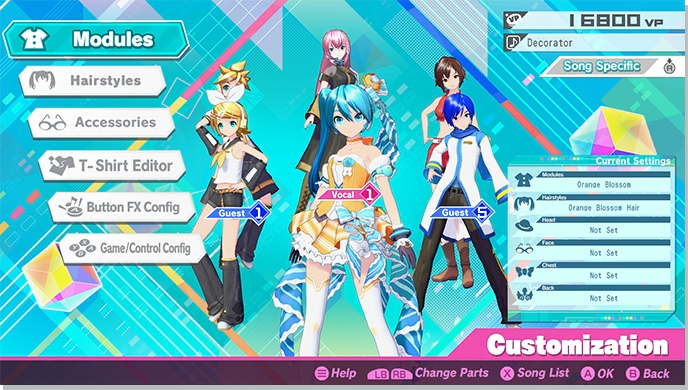 Modules
Hairstyles
Accessories
T-Shirt Editor
Button FX Config
Game/Control Config
VP
16800 VP
Decorator
Song Specific
R
Guest 1
Vocal 1
Guest 5
Current Settings
Modules
Orange Blossom
Hairstyles
Orange Blossom Hair
Head
Not Set
Face
Not Set
Chest
Not Set
Back
Not Set
Customization
Help
LB RB Change Parts
X Song List
A OK
B Back